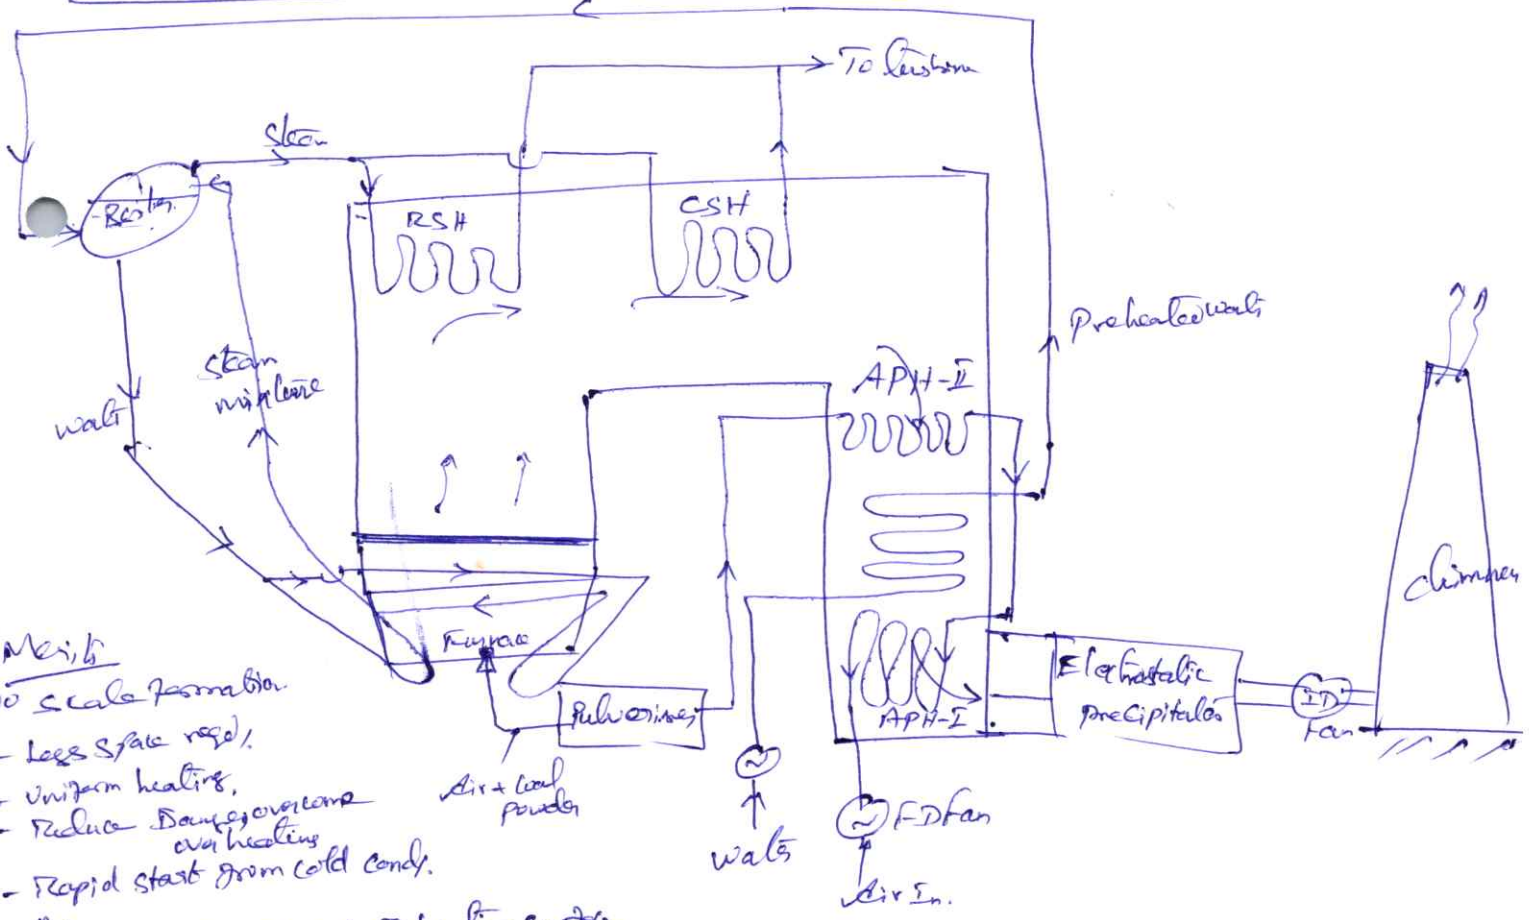 To Turbine
Steam
Boiler
RSH
CSH
Preheated water
APH-II
Steam
mixture
water
Chimney
Furnace
Electrostatic
Precipitator
ID
Fan
Pulveriser
APH-I
Merits
Scale formation
- Less space reqd.
- Uniform heating.
- Reduce Danger, overcome
over heating
- Rapid start from cold cond.
Air + Coal
powder
water
FD Fan
Air In.